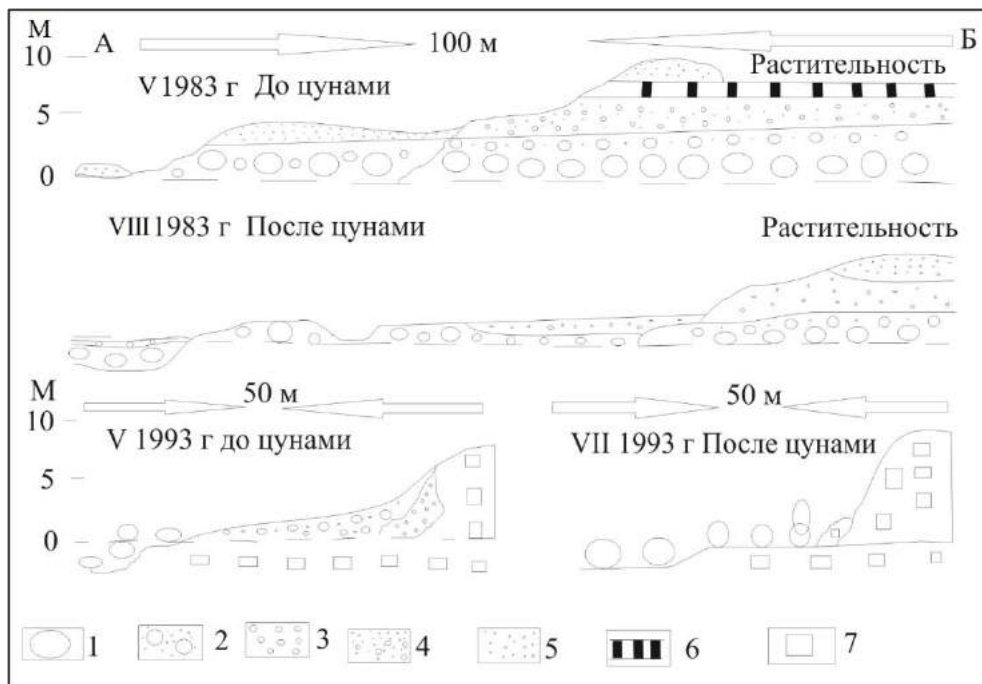 М А 100 м Б
10
V 1983 г До цунами Растительность
5
0
VIII 1983 г После цунами Растительность
М 50 м 50 м
10
V 1993 г до цунами VII 1993 г После цунами
5
0
1 2 3 4 5 6 7